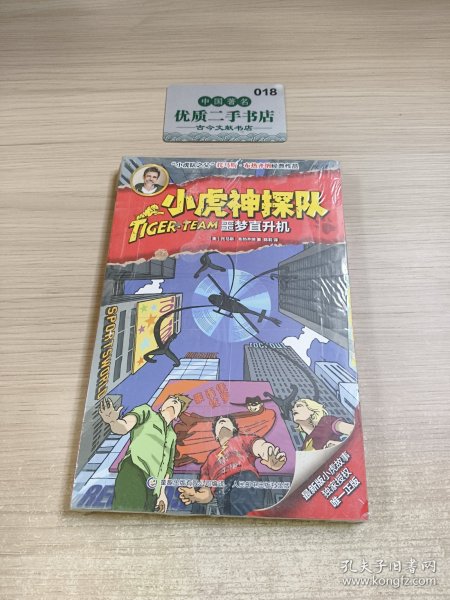 018
中国著名
优质二手书店
古今文献书店
“小虎队之父”托马斯·布热齐纳经典作品
小虎神探队
TIGER-TEAM 噩梦直升机
SPORTSWORLD
最新版小虎故事
独家授权
唯一正版
孔夫子旧书网
www.kongfz.com